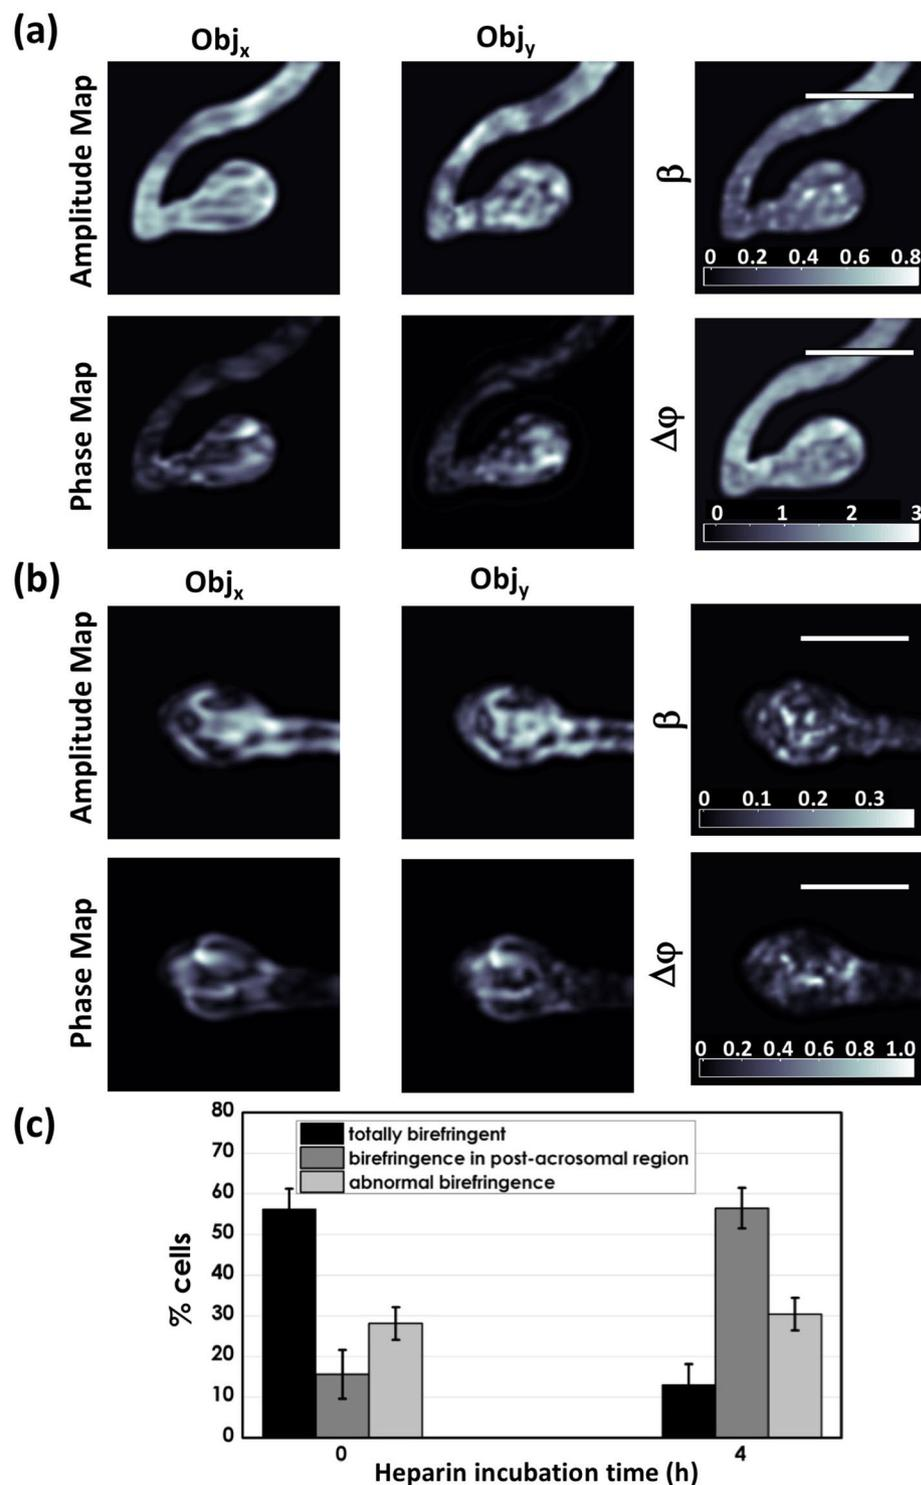 (a)
Objₓ Obj_y
Amplitude Map
β
0 0.2 0.4 0.6 0.8
Phase Map
Δφ
0 1 2 3
(b)
Objₓ Obj_y
Amplitude Map
β
0 0.1 0.2 0.3
Phase Map
Δφ
0 0.2 0.4 0.6 0.8 1.0
(c)
80
70
60
50
40
30
20
10
0
% cells
totally birefringent
birefringence in post-acrosomal region
abnormal birefringence
0 4
Heparin incubation time (h)